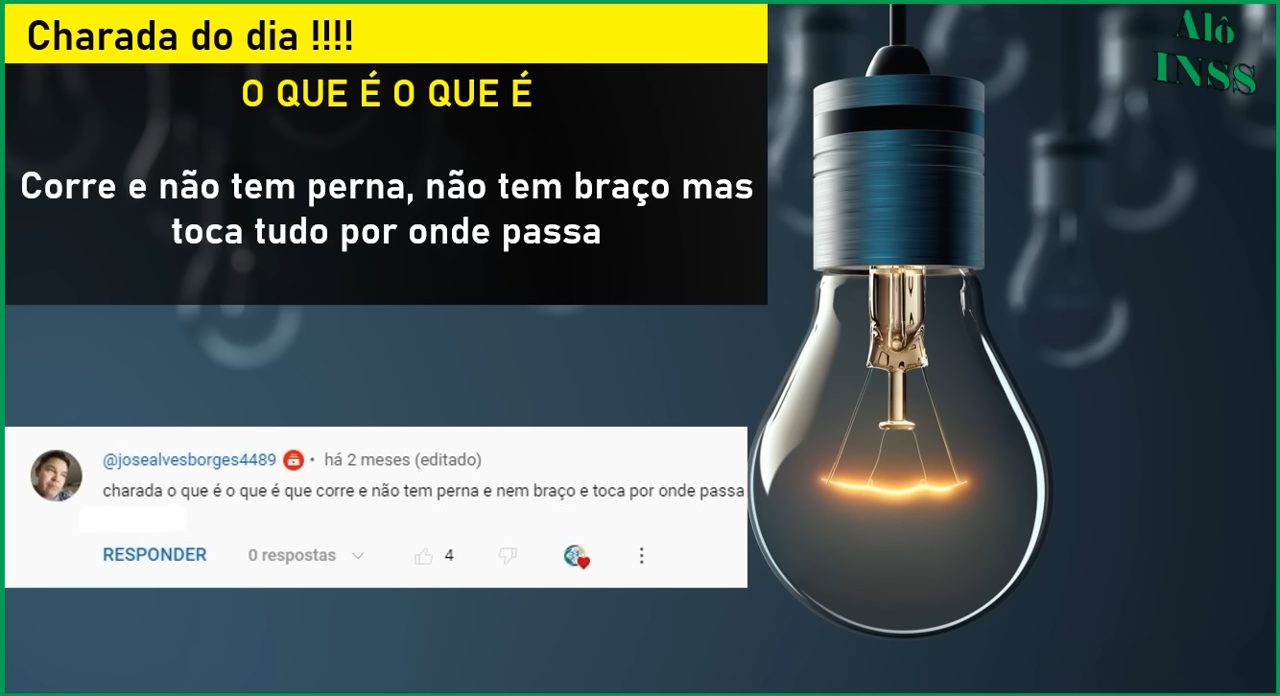 Charada do dia !!!!
Alô
INSS
O QUE É O QUE É
Corre e não tem perna, não tem braço mas
toca tudo por onde passa
@josealvesborges4489 • há 2 meses (editado)
charada o que é o que é que corre e não tem perna e nem braço e toca por onde passa
RESPONDER 0 respostas 4